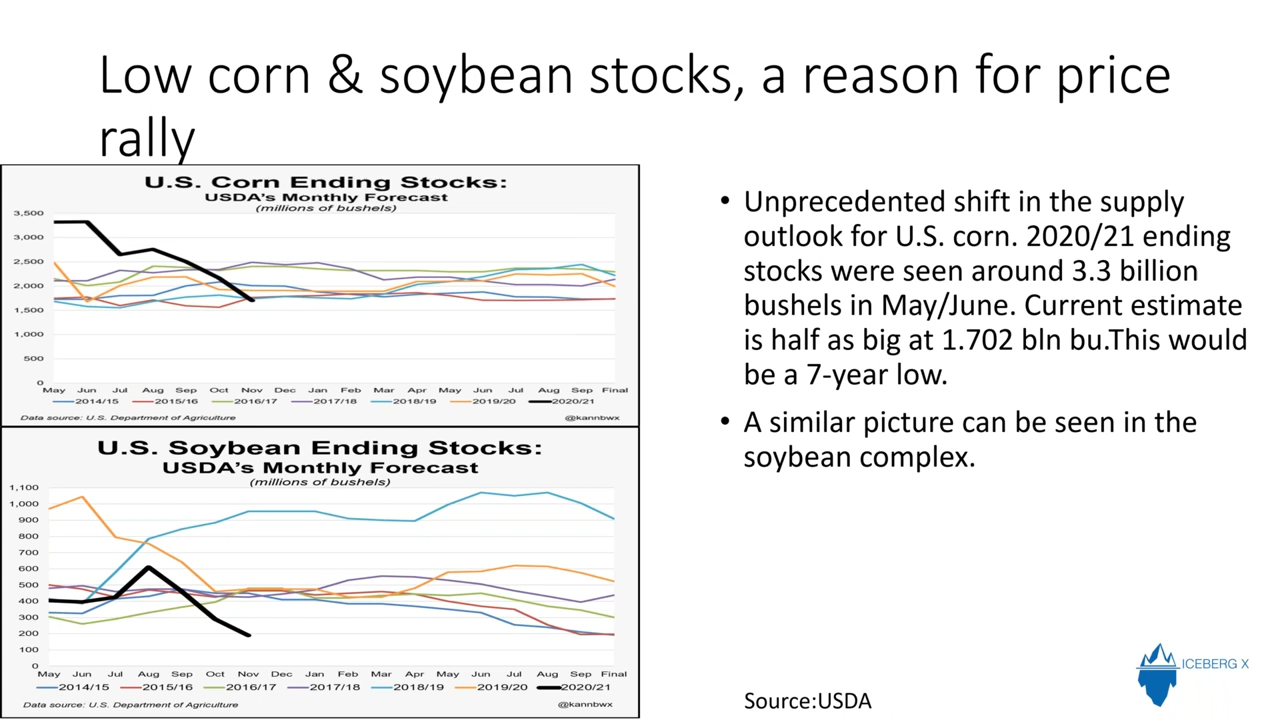 Low corn & soybean stocks, a reason for price
rally
U.S. Corn Ending Stocks:
USDA's Monthly Forecast
(millions of bushels)
3,500
3,000
2,500
2,000
1,500
1,000
500
0
May Jun Jul Aug Sep Oct Nov Dec Jan Feb Mar Apr May Jun Jul Aug Sep Final
2014/15 2015/16 2016/17 2017/18 2018/19 2019/20 2020/21
Data source: U.S. Department of Agriculture @kannbwx
U.S. Soybean Ending Stocks:
USDA's Monthly Forecast
(millions of bushels)
1,100
1,000
900
800
700
600
500
400
300
200
100
0
May Jun Jul Aug Sep Oct Nov Dec Jan Feb Mar Apr May Jun Jul Aug Sep Final
2014/15 2015/16 2016/17 2017/18 2018/19 2019/20 2020/21
Data source: U.S. Department of Agriculture @kannbwx
• Unprecedented shift in the supply
outlook for U.S. corn. 2020/21 ending
stocks were seen around 3.3 billion
bushels in May/June. Current estimate
is half as big at 1.702 bln bu.This would
be a 7-year low.
• A similar picture can be seen in the
soybean complex.
ICEBERG X
Source:USDA